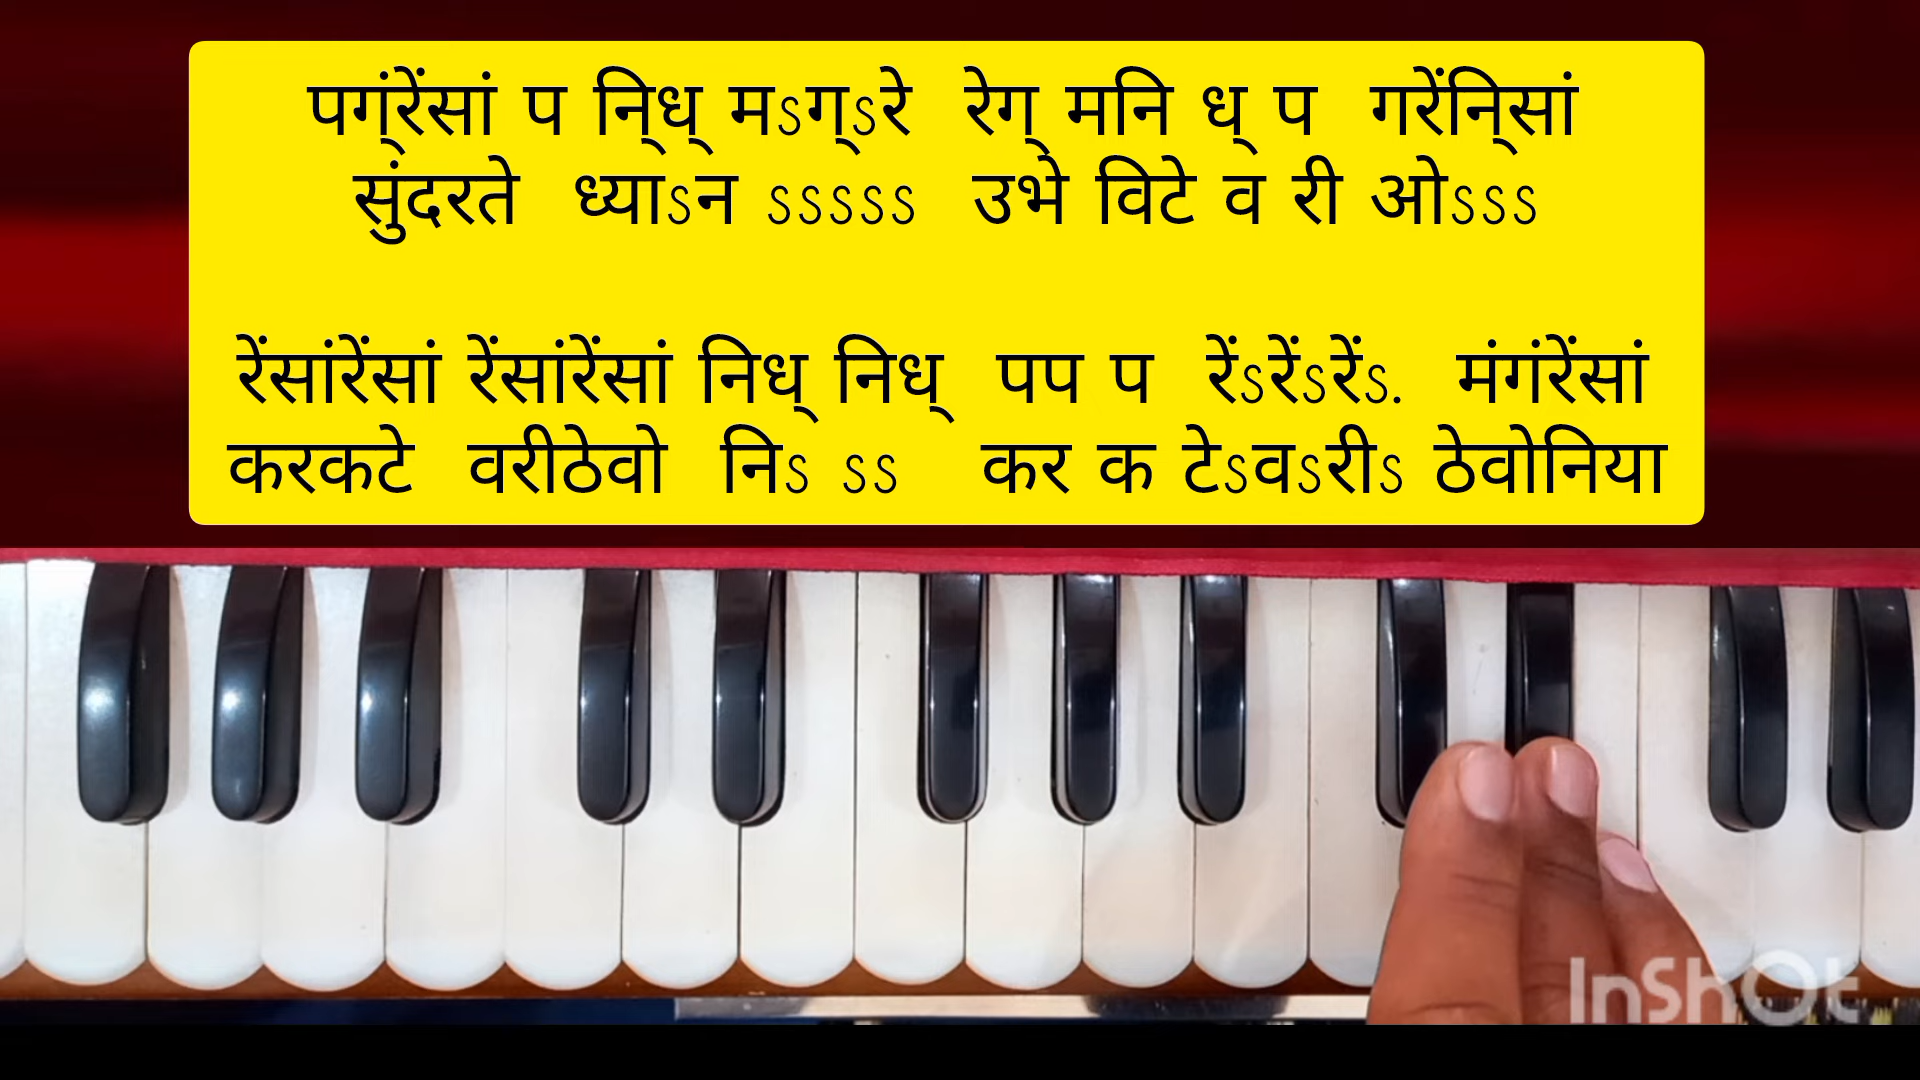 पग्ंरेंसां प नि्ध् मऽग्ऽरे रेग् मनि ध् प गरेंनि्सां
सुंदरते ध्याऽन ऽऽऽऽऽ उभे विटे व री ओऽऽऽ
रेंसांरेंसां रेंसांरेंसां निध् निध् पप प रेंऽरेंऽरेंऽ. मंगंरेंसां
करकटे वरीठेवो निऽ ऽऽ कर क टेऽवऽरीऽ ठेवोनिया
InShOt